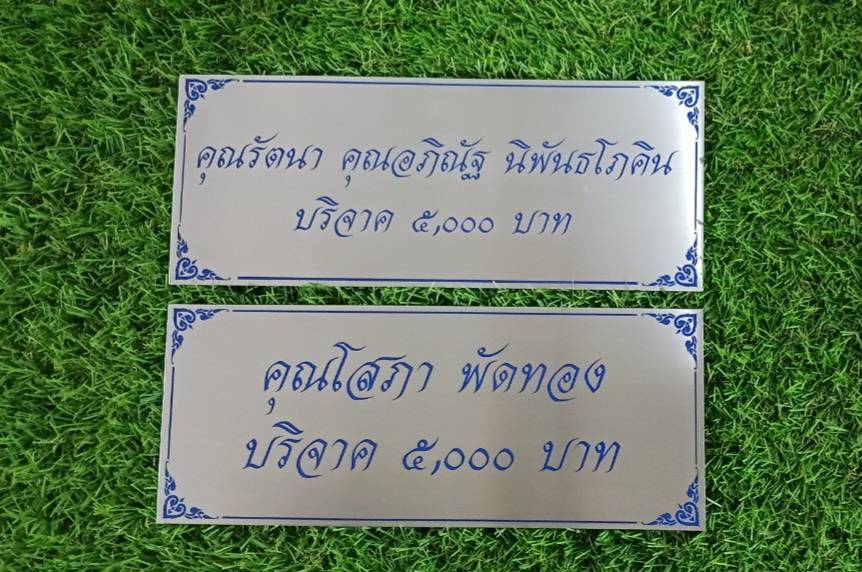 คุณรัตนา คุณอภิณัฐ นิพันธโภคิน
บริจาค ๕,๐๐๐ บาท
คุณโสภา พัดทอง
บริจาค ๕,๐๐๐ บาท